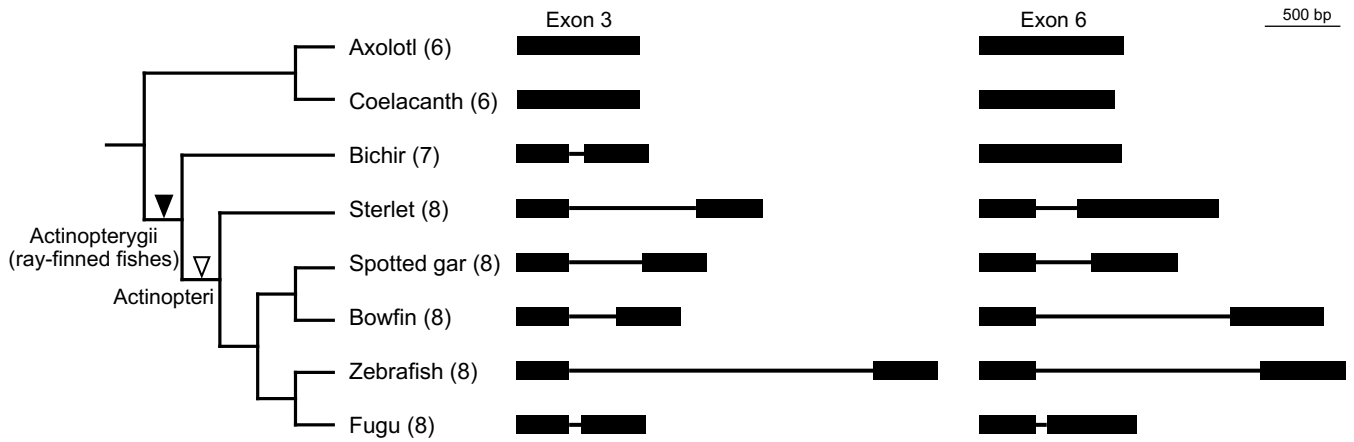 Exon 3
Exon 6
500 bp
Axolotl (6)
Coelacanth (6)
Bichir (7)
Sterlet (8)
Actinopterygii
(ray-finned fishes)
Spotted gar (8)
Actinopteri
Bowfin (8)
Zebrafish (8)
Fugu (8)